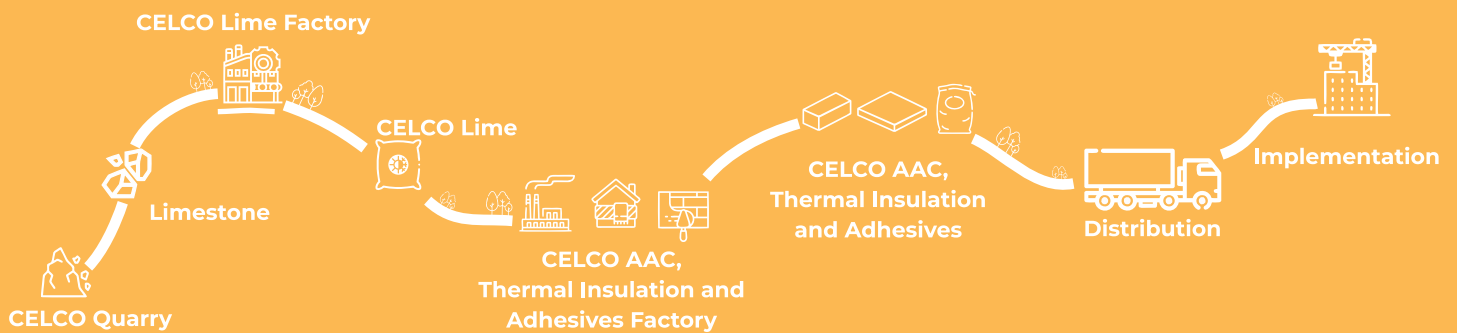 CELCO Quarry
Limestone
CELCO Lime Factory
CELCO Lime
CELCO AAC,
Thermal Insulation and
Adhesives Factory
CELCO AAC,
Thermal Insulation
and Adhesives
Distribution
Implementation